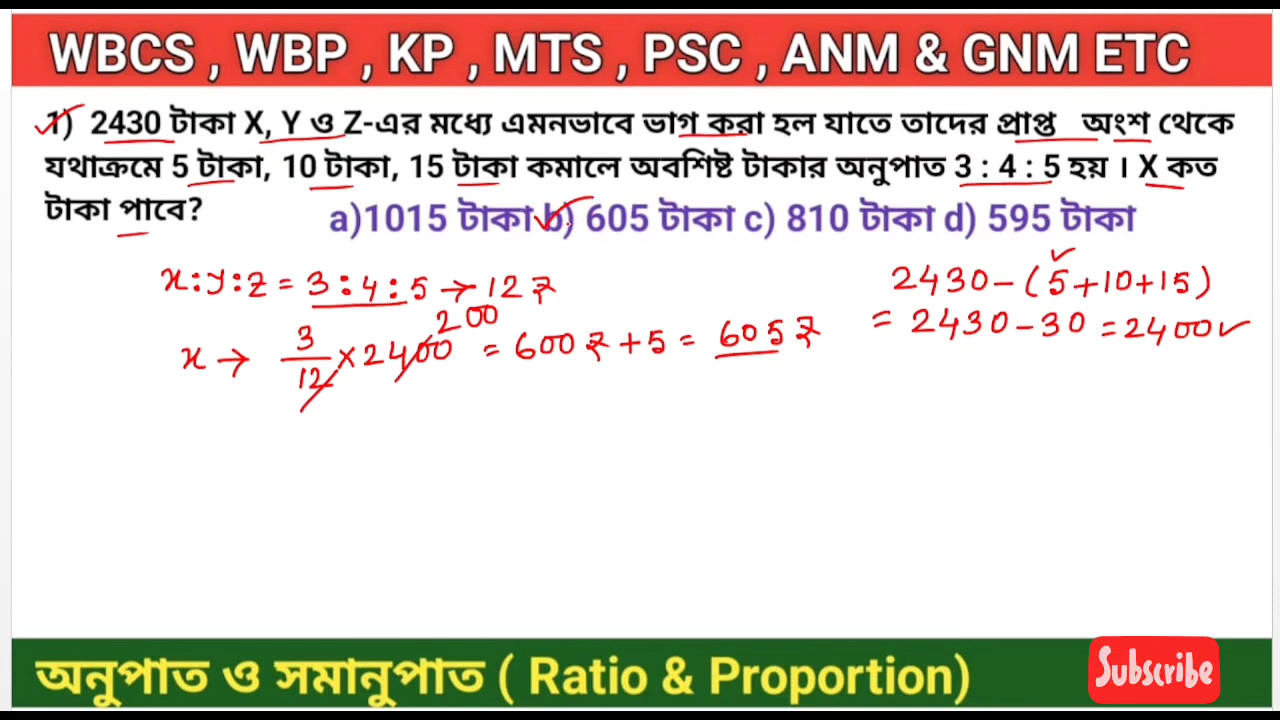 WBCS , WBP , KP , MTS , PSC , ANM & GNM ETC
1) 2430 টাকা X, Y ও Z-এর মধ্যে এমনভাবে ভাগ করা হল যাতে তাদের প্রাপ্ত অংশ থেকে
যথাক্রমে 5 টাকা, 10 টাকা, 15 টাকা কমালে অবশিষ্ট টাকার অনুপাত 3 : 4 : 5 হয় । X কত
টাকা পাবে?
a)1015 টাকা b) 605 টাকা c) 810 টাকা d) 595 টাকা
x:y:z = 3:4:5 → 12₹
2430 - (5+10+15)
= 2430 - 30 = 2400
200
x → 3/12 × 2400 = 600₹ + 5 = 605₹
অনুপাত ও সমানুপাত ( Ratio & Proportion)
Subscribe